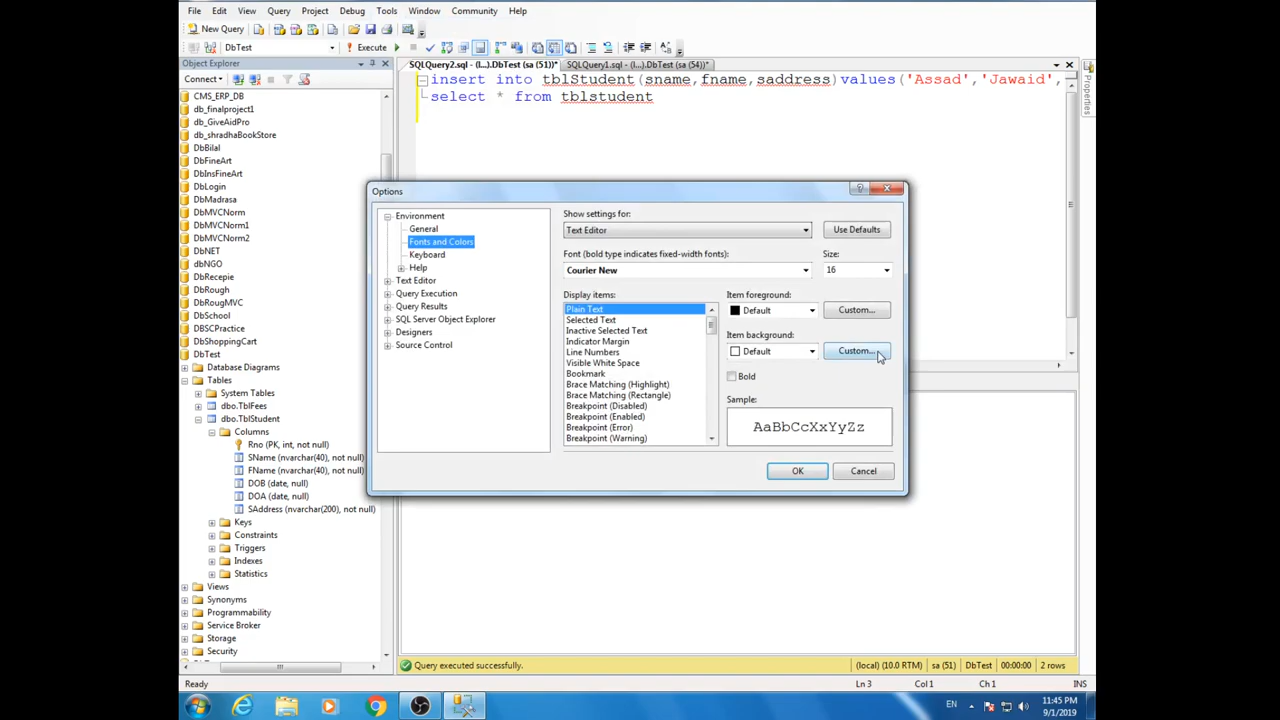 File Edit View Query Project Debug Tools Window Community Help
New Query
DbTest Execute
Object Explorer
SQLQuery2.sql - (l...).DbTest (sa (51))* SQLQuery1.sql - (l...).DbTest (sa (54))*
Connect
insert into tblStudent(sname,fname,saddress)values('Assad','Jawaid',
select * from tblstudent
Properties
CMS_ERP_DB
db_finalproject1
db_GiveAidPro
db_shradhaBookStore
DbBilal
DbFineArt
DbInsFineArt
DbLogin
DbMadrasa
DbMVCNorm
DbMVCNorm1
DbMVCNorm2
DbNET
dbNGO
DbRecepie
DbRough
DbRougMVC
DbSchool
DBSCPractice
DbShoppingCart
DbTest
Database Diagrams
Tables
System Tables
dbo.TblFees
dbo.TblStudent
Columns
Rno (PK, int, not null)
SName (nvarchar(40), not null)
FName (nvarchar(40), not null)
DOB (date, null)
DOA (date, null)
SAddress (nvarchar(200), not null)
Keys
Constraints
Triggers
Indexes
Statistics
Views
Synonyms
Programmability
Service Broker
Storage
Security
Options
Environment
General
Fonts and Colors
Keyboard
Help
Text Editor
Query Execution
Query Results
SQL Server Object Explorer
Designers
Source Control
Show settings for:
Text Editor Use Defaults
Font (bold type indicates fixed-width fonts): Size:
Courier New 16
Display items: Item foreground:
Plain Text
Selected Text
Inactive Selected Text
Indicator Margin
Line Numbers
Visible White Space
Bookmark
Brace Matching (Highlight)
Brace Matching (Rectangle)
Breakpoint (Disabled)
Breakpoint (Enabled)
Breakpoint (Error)
Breakpoint (Warning)
Default Custom...
Item background:
Default Custom...
Bold
Sample:
AaBbCcXxYyZz
OK Cancel
Query executed successfully. (local) (10.0 RTM) sa (51) DbTest 00:00:00 2 rows
Ready Ln 3 Col 1 Ch 1 INS
EN 11:45 PM
9/1/2019